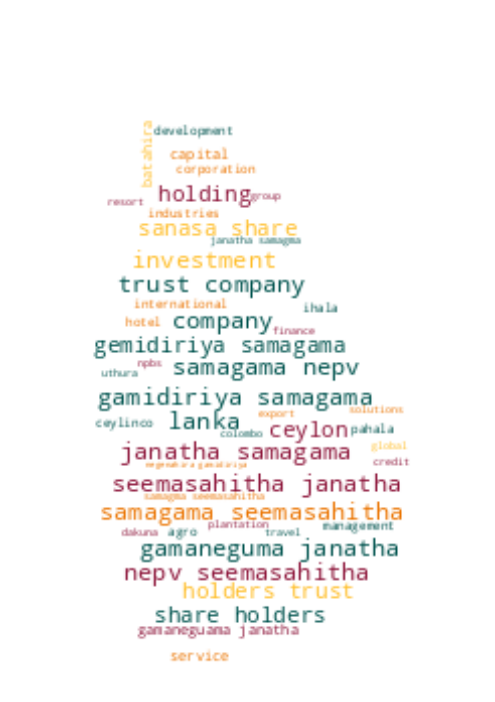 batahira
development
capital
corporation
holding
group
resort
industries
sanasa share
janatha samagma
investment
trust company
international
ihala
hotel
company
finance
gemidiriya samagama
npbs
samagama nepv
uthura
gamidiriya samagama
solutions
export
ceylinco
lanka
ceylon
pahala
colombo
global
janatha samagama
credit
negenahira gamidiriya
seemasahitha janatha
samagma seemasahitha
samagama seemasahitha
plantation
management
dakuna
agro
travel
gamaneguma janatha
nepv seemasahitha
holders trust
share holders
gamaneguama janatha
service